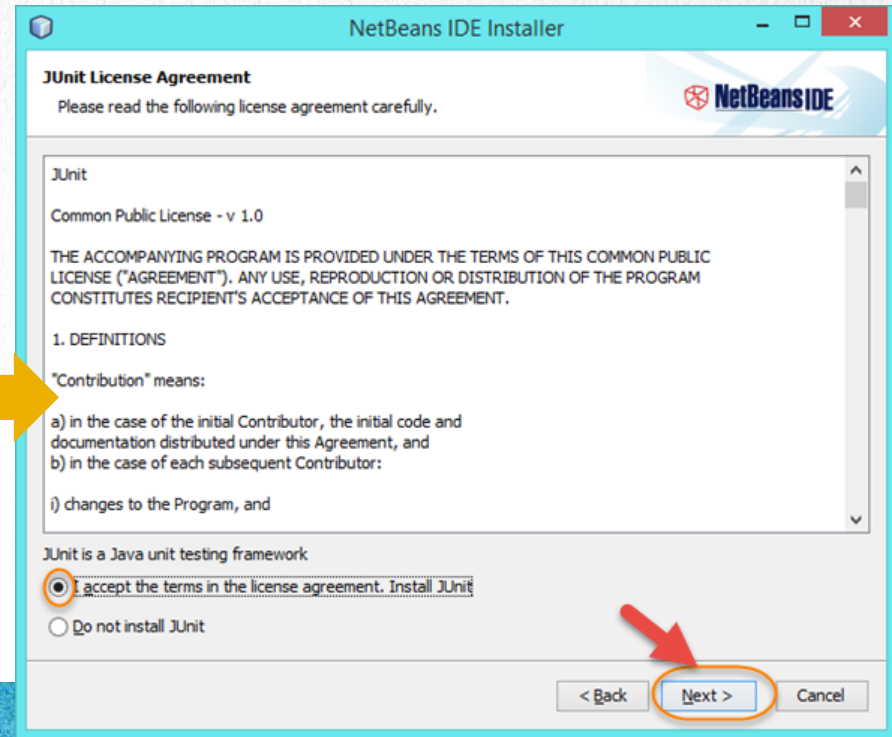 NetBeans IDE Installer
JUnit License Agreement
Please read the following license agreement carefully.
NetBeans IDE
JUnit
Common Public License - v 1.0
THE ACCOMPANYING PROGRAM IS PROVIDED UNDER THE TERMS OF THIS COMMON PUBLIC
LICENSE ("AGREEMENT"). ANY USE, REPRODUCTION OR DISTRIBUTION OF THE PROGRAM
CONSTITUTES RECIPIENT'S ACCEPTANCE OF THIS AGREEMENT.
1. DEFINITIONS
"Contribution" means:
a) in the case of the initial Contributor, the initial code and
documentation distributed under this Agreement, and
b) in the case of each subsequent Contributor:
i) changes to the Program, and
JUnit is a Java unit testing framework
I accept the terms in the license agreement. Install JUnit
Do not install JUnit
< Back Next > Cancel